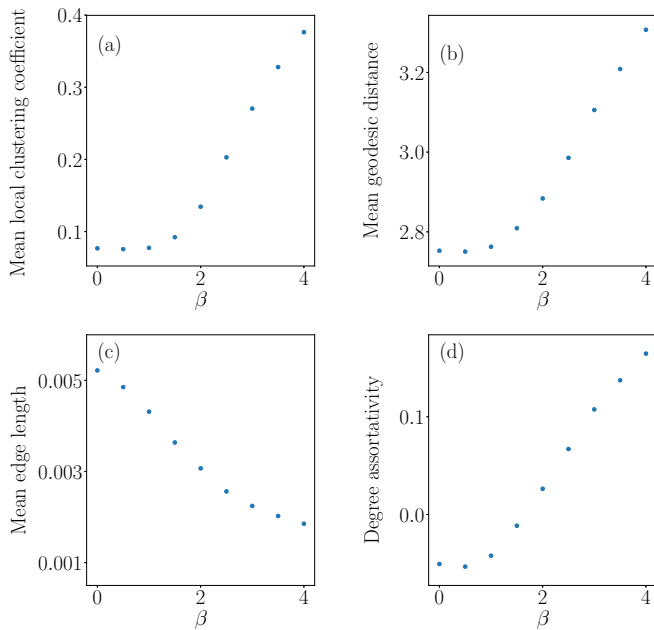 (a)
Mean local clustering coefficient
0.4
0.3
0.2
0.1
0
2
4
β
(b)
Mean geodesic distance
3.2
3.0
2.8
0
2
4
β
(c)
Mean edge length
0.005
0.003
0.001
0
2
4
β
(d)
Degree assortativity
0.1
0.0
0
2
4
β